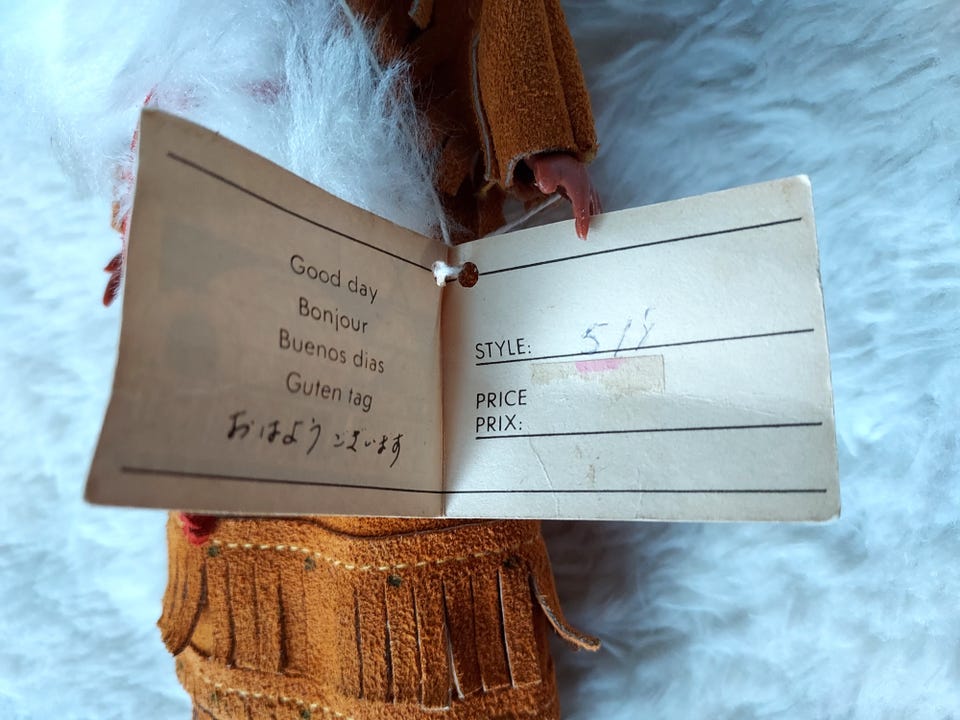 Good day
Bonjour
Buenos dias
Guten tag
おはようございます
STYLE:
PRICE
PRIX: